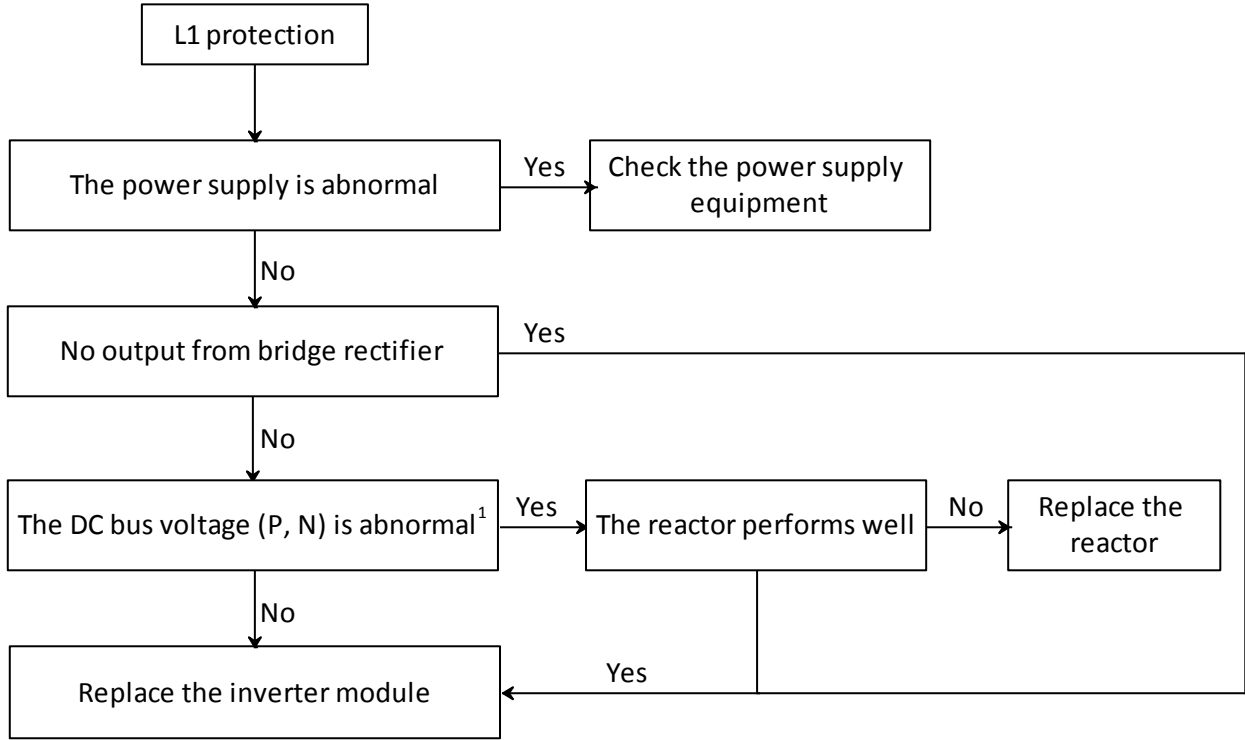 L1 protection
The power supply is abnormal
Yes
Check the power supply
equipment
No
No output from bridge rectifier
Yes
No
The DC bus voltage (P, N) is abnormal¹
Yes
The reactor performs well
No
Replace the
reactor
No
Replace the inverter module
Yes